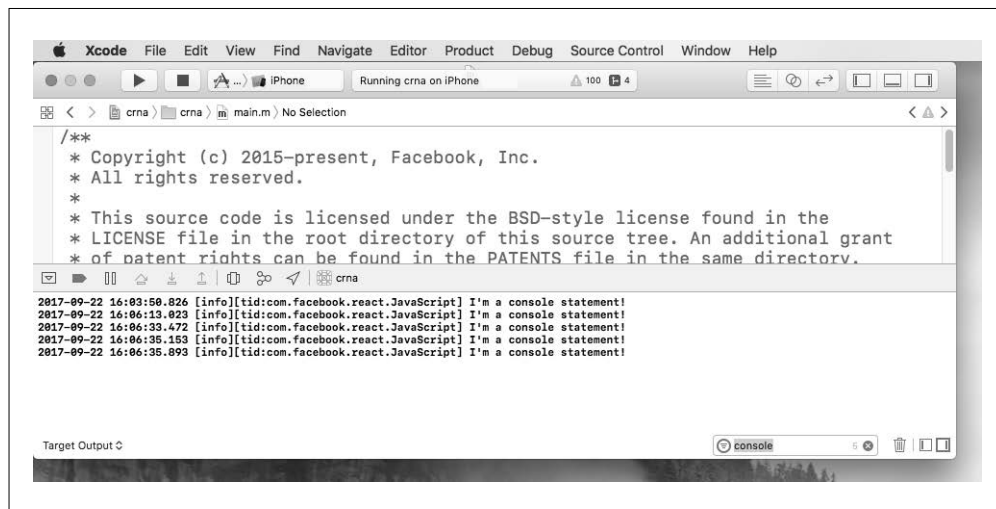 Xcode File Edit View Find Navigate Editor Product Debug Source Control Window Help
...) iPhone Running crna on iPhone 100 4
crna 〉 crna 〉 m main.m 〉 No Selection
/**
* Copyright (c) 2015-present, Facebook, Inc.
* All rights reserved.
*
* This source code is licensed under the BSD-style license found in the
* LICENSE file in the root directory of this source tree. An additional grant
* of patent rights can be found in the PATENTS file in the same directory.
crna
2017-09-22 16:03:50.826 [info][tid:com.facebook.react.JavaScript] I'm a console statement!
2017-09-22 16:06:13.023 [info][tid:com.facebook.react.JavaScript] I'm a console statement!
2017-09-22 16:06:33.472 [info][tid:com.facebook.react.JavaScript] I'm a console statement!
2017-09-22 16:06:35.153 [info][tid:com.facebook.react.JavaScript] I'm a console statement!
2017-09-22 16:06:35.893 [info][tid:com.facebook.react.JavaScript] I'm a console statement!
Target Output console 5